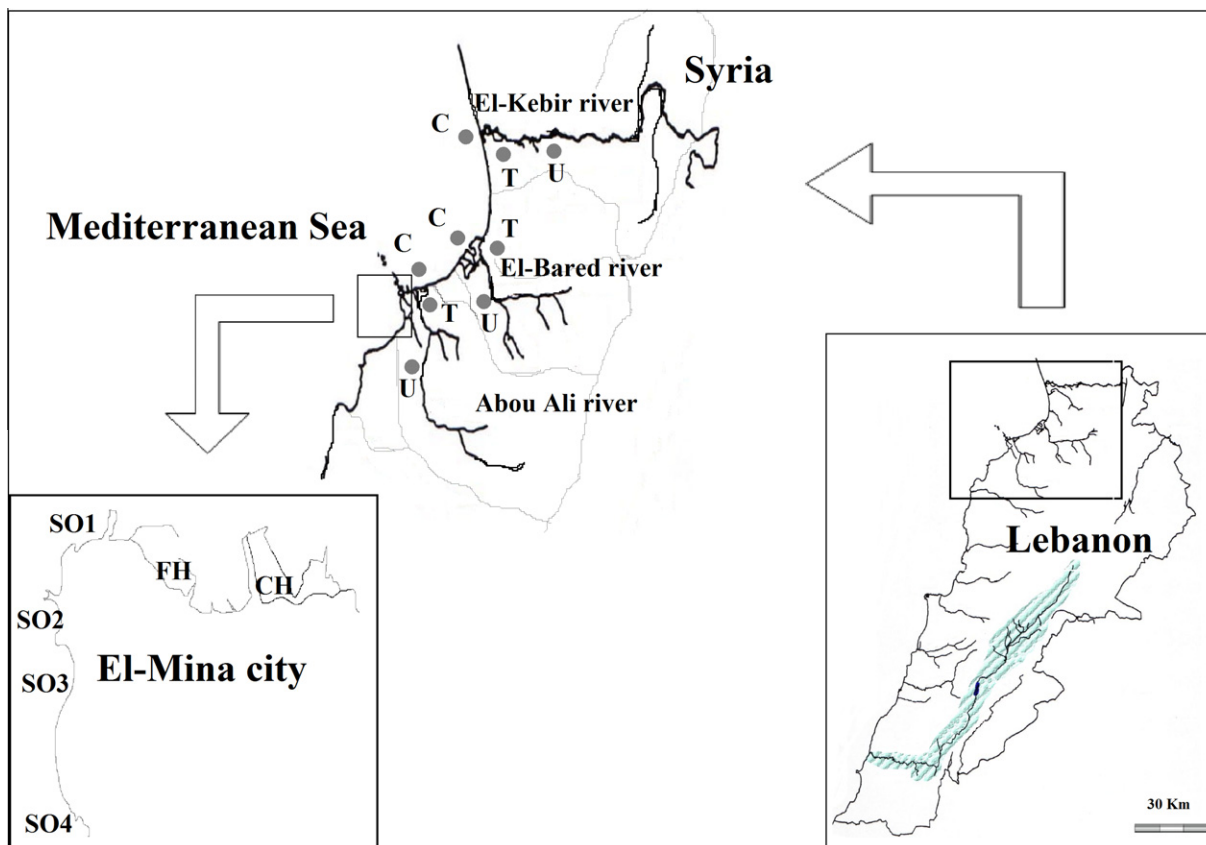 Syria
El-Kebir river
C
T
U
Mediterranean Sea
C
T
C
El-Bared river
T
U
U
Abou Ali river
SO1
FH
CH
SO2
El-Mina city
SO3
SO4
Lebanon
30 Km